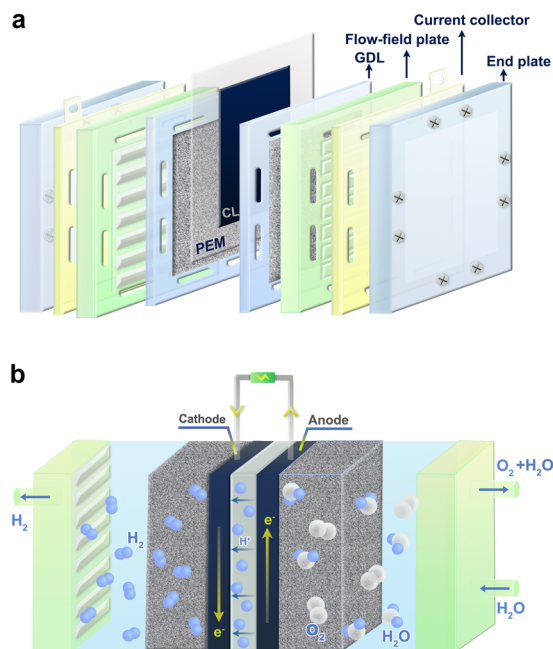 a
Current collector
Flow-field plate
GDL
End plate
CL
PEM
b
Cathode
Anode
O₂+H₂O
H₂
H₂
H⁺
e⁻
e⁻
O₂
H₂O
H₂O